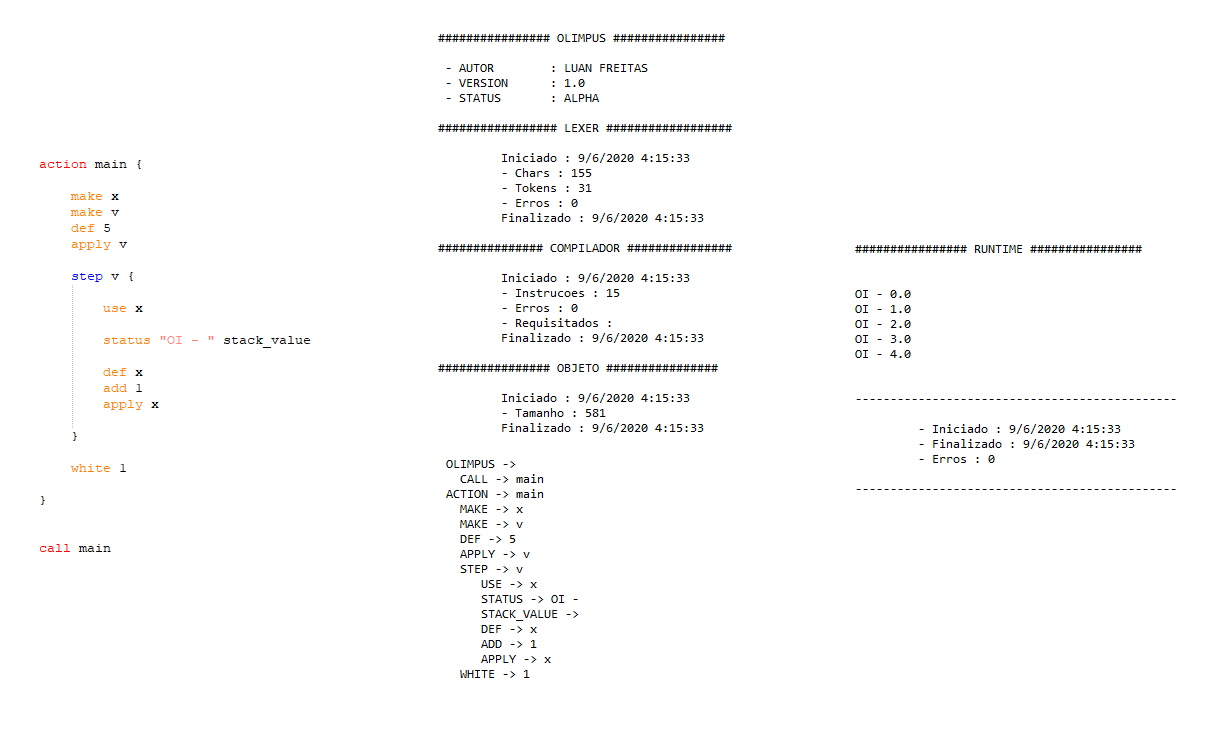 action main {
make x
make v
def 5
apply v
step v {
use x
status "OI - " stack_value
def x
add 1
apply x
}
white 1
}
call main
################ OLIMPUS ################
- AUTOR : LUAN FREITAS
- VERSION : 1.0
- STATUS : ALPHA
################# LEXER ##################
Iniciado : 9/6/2020 4:15:33
- Chars : 155
- Tokens : 31
- Erros : 0
Finalizado : 9/6/2020 4:15:33
############### COMPILADOR ###############
Iniciado : 9/6/2020 4:15:33
- Instrucoes : 15
- Erros : 0
- Requisitados :
Finalizado : 9/6/2020 4:15:33
################ OBJETO ################
Iniciado : 9/6/2020 4:15:33
- Tamanho : 581
Finalizado : 9/6/2020 4:15:33
OLIMPUS ->
CALL -> main
ACTION -> main
MAKE -> x
MAKE -> v
DEF -> 5
APPLY -> v
STEP -> v
USE -> x
STATUS -> OI -
STACK_VALUE ->
DEF -> x
ADD -> 1
APPLY -> x
WHITE -> 1
################ RUNTIME ################
OI - 0.0
OI - 1.0
OI - 2.0
OI - 3.0
OI - 4.0
----------------------------------------------
- Iniciado : 9/6/2020 4:15:33
- Finalizado : 9/6/2020 4:15:33
- Erros : 0
----------------------------------------------